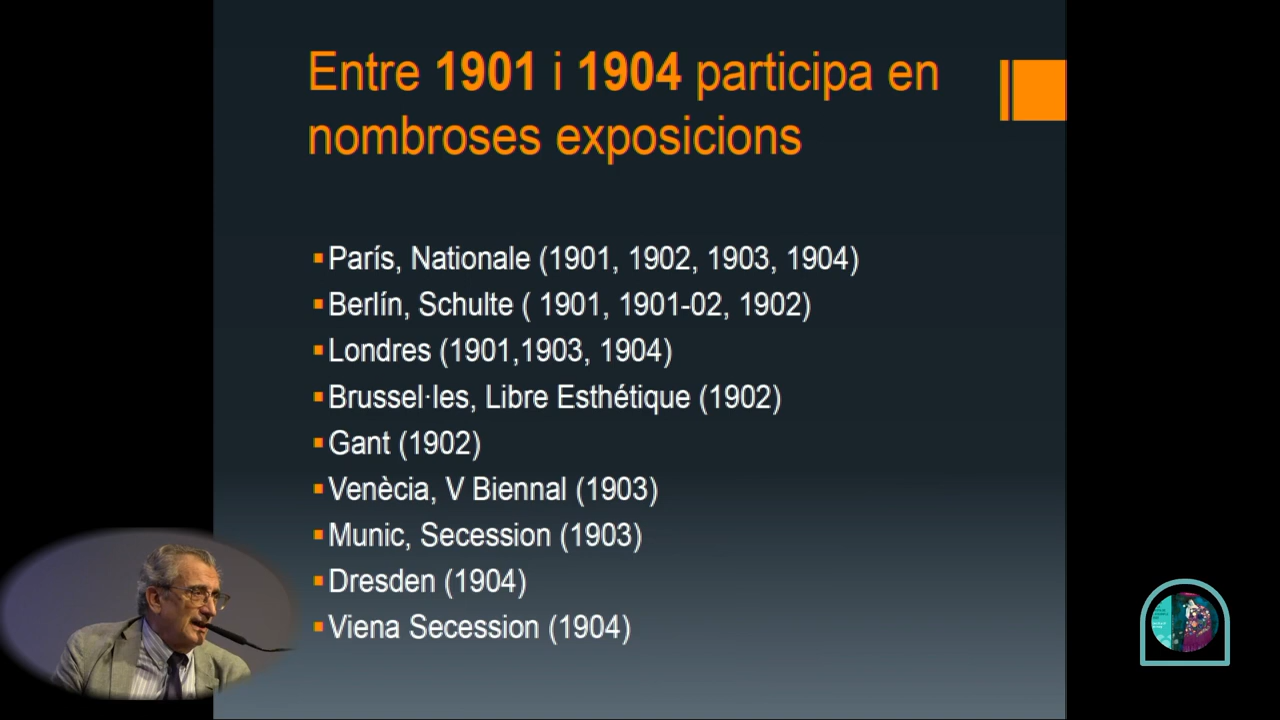 Entre 1901 i 1904 participa en
nombroses exposicions
▪París, Nationale (1901, 1902, 1903, 1904)
▪Berlín, Schulte ( 1901, 1901-02, 1902)
▪Londres (1901,1903, 1904)
▪Brussel·les, Libre Esthétique (1902)
▪Gant (1902)
▪Venècia, V Biennal (1903)
▪Munic, Secession (1903)
▪Dresden (1904)
▪Viena Secession (1904)